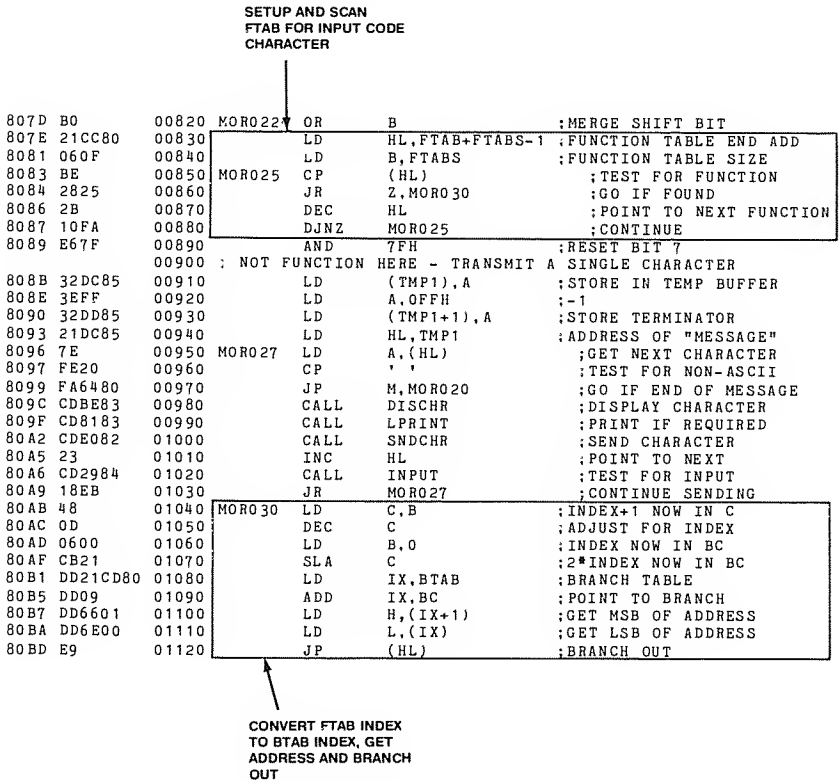 SETUP AND SCAN
FTAB FOR INPUT CODE
CHARACTER
807D B0 00820 MORO22 OR B ;MERGE SHIFT BIT
807E 21CC80 00830 LD HL,FTAB+FTABS-1 ;FUNCTION TABLE END ADD
8081 060F 00840 LD B,FTABS ;FUNCTION TABLE SIZE
8083 BE 00850 MORO25 CP (HL) ;TEST FOR FUNCTION
8084 2825 00860 JR Z,MORO30 ;GO IF FOUND
8086 2B 00870 DEC HL ;POINT TO NEXT FUNCTION
8087 10FA 00880 DJNZ MORO25 ;CONTINUE
8089 E67F 00890 AND 7FH ;RESET BIT 7
00900 ; NOT FUNCTION HERE - TRANSMIT A SINGLE CHARACTER
808B 32DC85 00910 LD (TMP1),A ;STORE IN TEMP BUFFER
808E 3EFF 00920 LD A,0FFH ;-1
8090 32DD85 00930 LD (TMP1+1),A ;STORE TERMINATOR
8093 21DC85 00940 LD HL,TMP1 ;ADDRESS OF "MESSAGE"
8096 7E 00950 MORO27 LD A,(HL) ;GET NEXT CHARACTER
8097 FE20 00960 CP ' ' ;TEST FOR NON-ASCII
8099 FA6480 00970 JP M,MORO20 ;GO IF END OF MESSAGE
809C CDBE83 00980 CALL DISCHR ;DISPLAY CHARACTER
809F CD8183 00990 CALL LPRINT ;PRINT IF REQUIRED
80A2 CDE082 01000 CALL SNDCHR ;SEND CHARACTER
80A5 23 01010 INC HL ;POINT TO NEXT
80A6 CD2984 01020 CALL INPUT ;TEST FOR INPUT
80A9 18EB 01030 JR MORO27 ;CONTINUE SENDING
80AB 48 01040 MORO30 LD C,B ;INDEX+1 NOW IN C
80AC 0D 01050 DEC C ;ADJUST FOR INDEX
80AD 0600 01060 LD B,0 ;INDEX NOW IN BC
80AF CB21 01070 SLA C ;2*INDEX NOW IN BC
80B1 DD21CD80 01080 LD IX,BTAB ;BRANCH TABLE
80B5 DD09 01090 ADD IX,BC ;POINT TO BRANCH
80B7 DD6601 01100 LD H,(IX+1) ;GET MSB OF ADDRESS
80BA DD6E00 01110 LD L,(IX) ;GET LSB OF ADDRESS
80BD E9 01120 JP (HL) ;BRANCH OUT
CONVERT FTAB INDEX
TO BTAB INDEX, GET
ADDRESS AND BRANCH
OUT